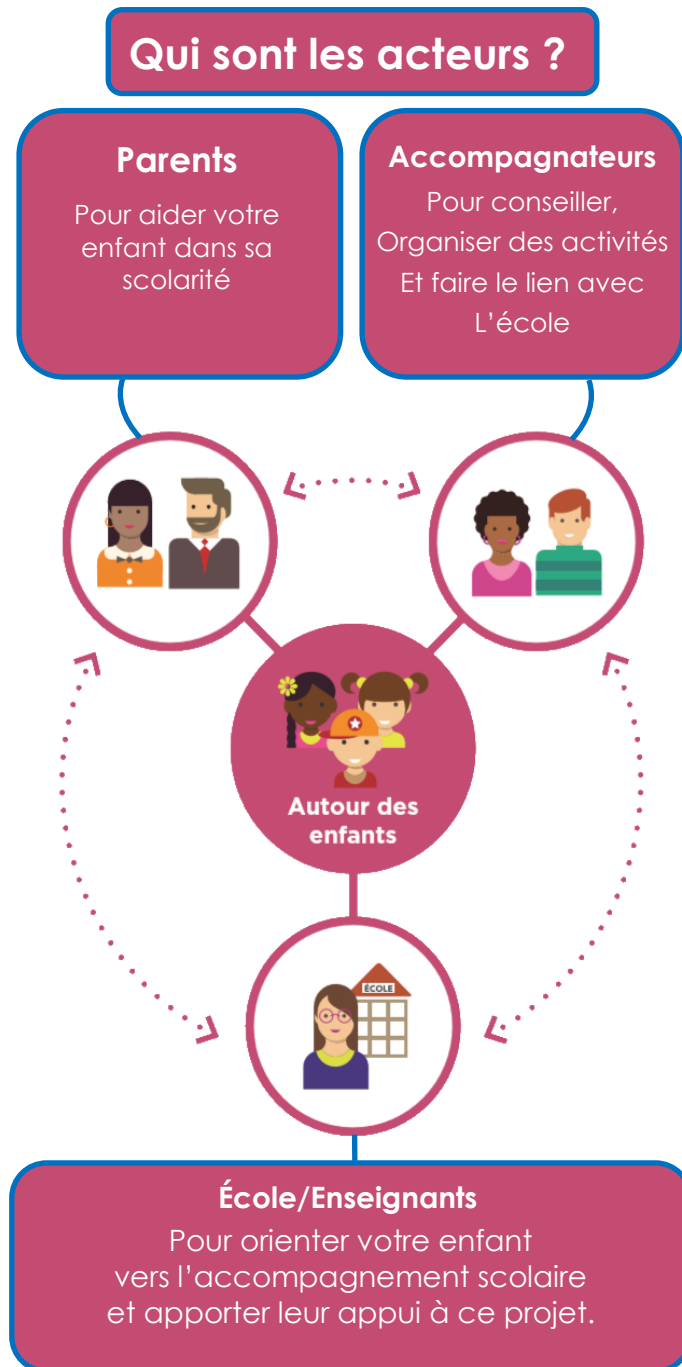 Qui sont les acteurs ?
Parents
Pour aider votre
enfant dans sa
scolarité
Accompagnateurs
Pour conseiller,
Organiser des activités
Et faire le lien avec
L'école
Autour des
enfants
ÉCOLE
École/Enseignants
Pour orienter votre enfant
vers l'accompagnement scolaire
et apporter leur appui à ce projet.